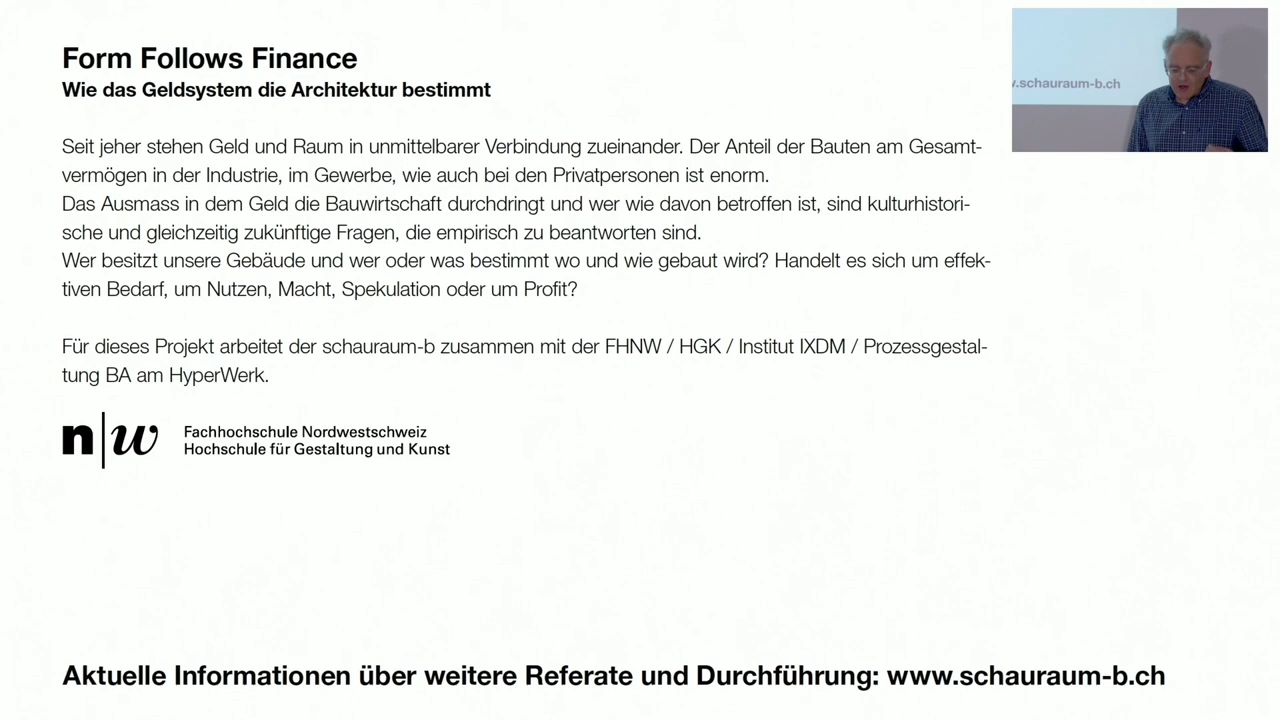 Form Follows Finance
Wie das Geldsystem die Architektur bestimmt
Seit jeher stehen Geld und Raum in unmittelbarer Verbindung zueinander. Der Anteil der Bauten am Gesamt-
vermögen in der Industrie, im Gewerbe, wie auch bei den Privatpersonen ist enorm.
Das Ausmass in dem Geld die Bauwirtschaft durchdringt und wer wie davon betroffen ist, sind kulturhistori-
sche und gleichzeitig zukünftige Fragen, die empirisch zu beantworten sind.
Wer besitzt unsere Gebäude und wer oder was bestimmt wo und wie gebaut wird? Handelt es sich um effek-
tiven Bedarf, um Nutzen, Macht, Spekulation oder um Profit?
Für dieses Projekt arbeitet der schauraum-b zusammen mit der FHNW / HGK / Institut IXDM / Prozessgestal-
tung BA am HyperWerk.
n|w
Fachhochschule Nordwestschweiz
Hochschule für Gestaltung und Kunst
Aktuelle Informationen über weitere Referate und Durchführung: www.schauraum-b.ch
.schauraum-b.ch